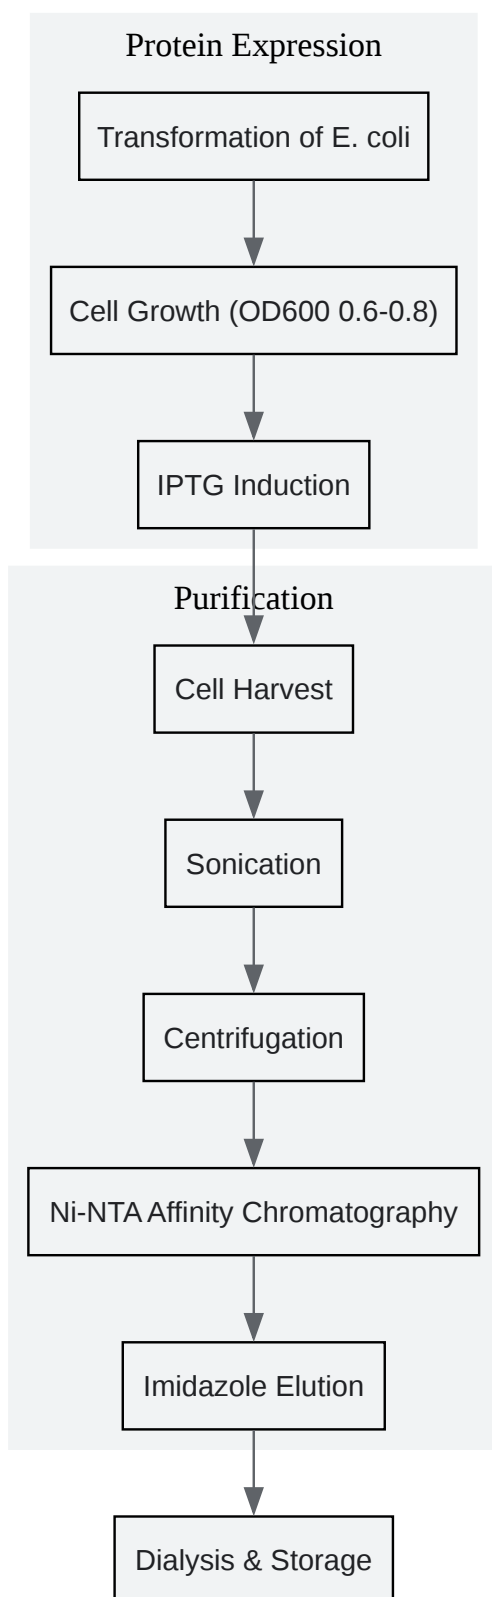 Protein Expression
Transformation of E. coli
Cell Growth (OD600 0.6-0.8)
IPTG Induction
Purification
Cell Harvest
Sonication
Centrifugation
Ni-NTA Affinity Chromatography
Imidazole Elution
Dialysis & Storage